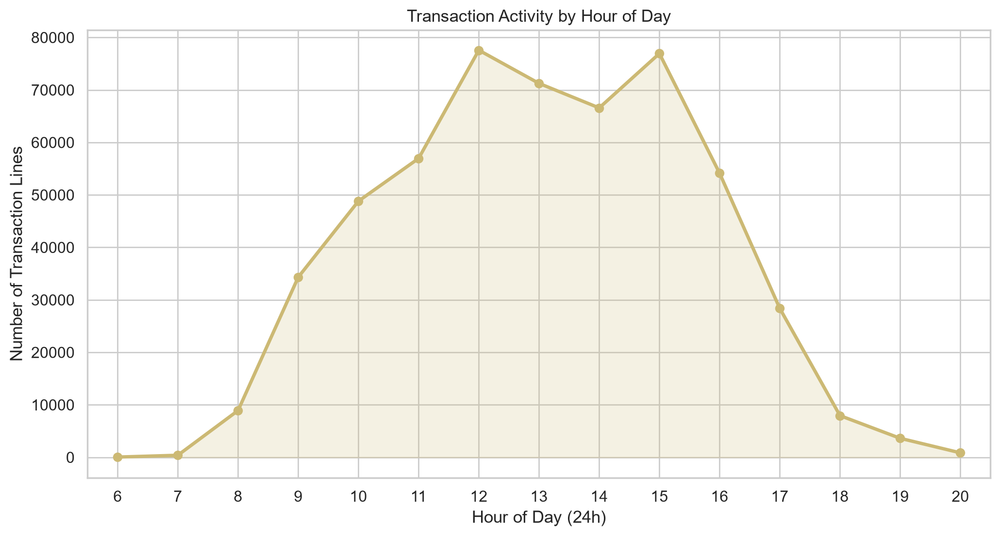 Transaction Activity by Hour of Day
Number of Transaction Lines
80000
70000
60000
50000
40000
30000
20000
10000
0
6 7 8 9 10 11 12 13 14 15 16 17 18 19 20
Hour of Day (24h)